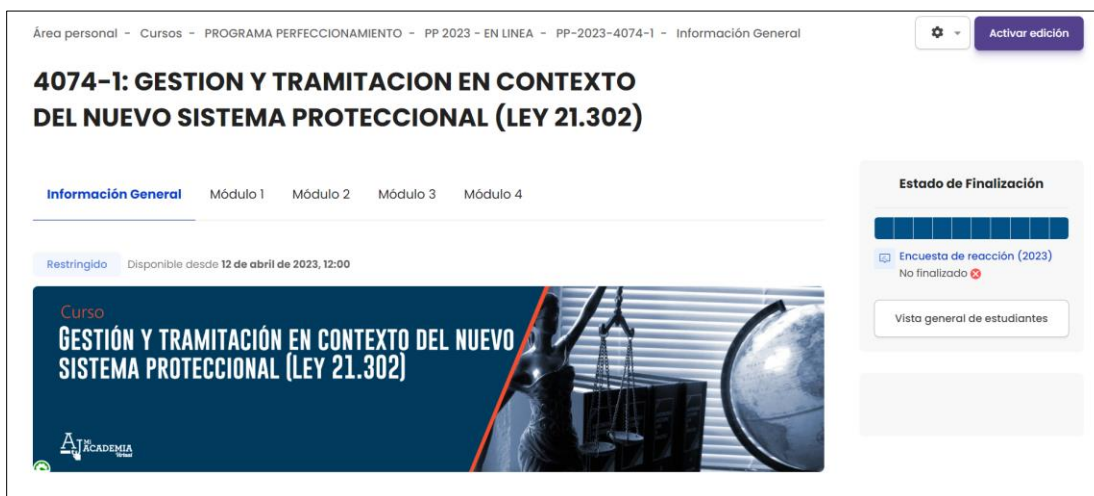 Área personal - Cursos - PROGRAMA PERFECCIONAMIENTO - PP 2023 - EN LINEA - PP-2023-4074-1 - Información General
Activar edición
4074-1: GESTION Y TRAMITACION EN CONTEXTO
DEL NUEVO SISTEMA PROTECCIONAL (LEY 21.302)
Información General Módulo 1 Módulo 2 Módulo 3 Módulo 4
Restringido Disponible desde 12 de abril de 2023, 12:00
Curso
GESTIÓN Y TRAMITACIÓN EN CONTEXTO DEL NUEVO
SISTEMA PROTECCIONAL (LEY 21.302)
AJ MI ACADEMIA
Virtual
Estado de Finalización
Encuesta de reacción (2023)
No finalizado
Vista general de estudiantes